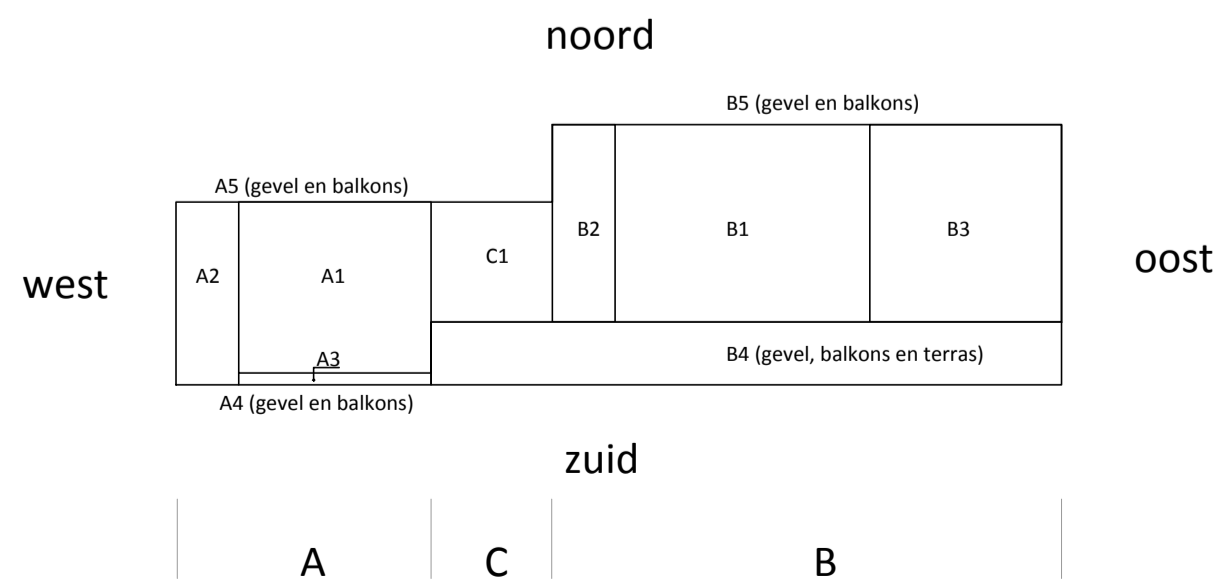 noord
B5 (gevel en balkons)
A5 (gevel en balkons)
B2
B1
B3
C1
west
A2
A1
oost
A3
B4 (gevel, balkons en terras)
A4 (gevel en balkons)
zuid
A
C
B